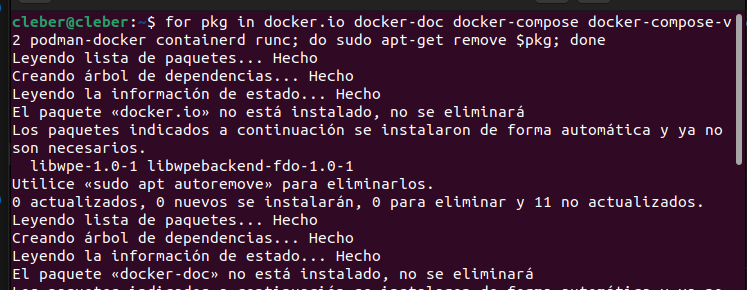 cleber@cleber:~$ for pkg in docker.io docker-doc docker-compose docker-compose-v
2 podman-docker containerd runc; do sudo apt-get remove $pkg; done
Leyendo lista de paquetes... Hecho
Creando árbol de dependencias... Hecho
Leyendo la información de estado... Hecho
El paquete «docker.io» no está instalado, no se eliminará
Los paquetes indicados a continuación se instalaron de forma automática y ya no
son necesarios.
  libwpe-1.0-1 libwpebackend-fdo-1.0-1
Utilice «sudo apt autoremove» para eliminarlos.
0 actualizados, 0 nuevos se instalarán, 0 para eliminar y 11 no actualizados.
Leyendo lista de paquetes... Hecho
Creando árbol de dependencias... Hecho
Leyendo la información de estado... Hecho
El paquete «docker-doc» no está instalado, no se eliminará